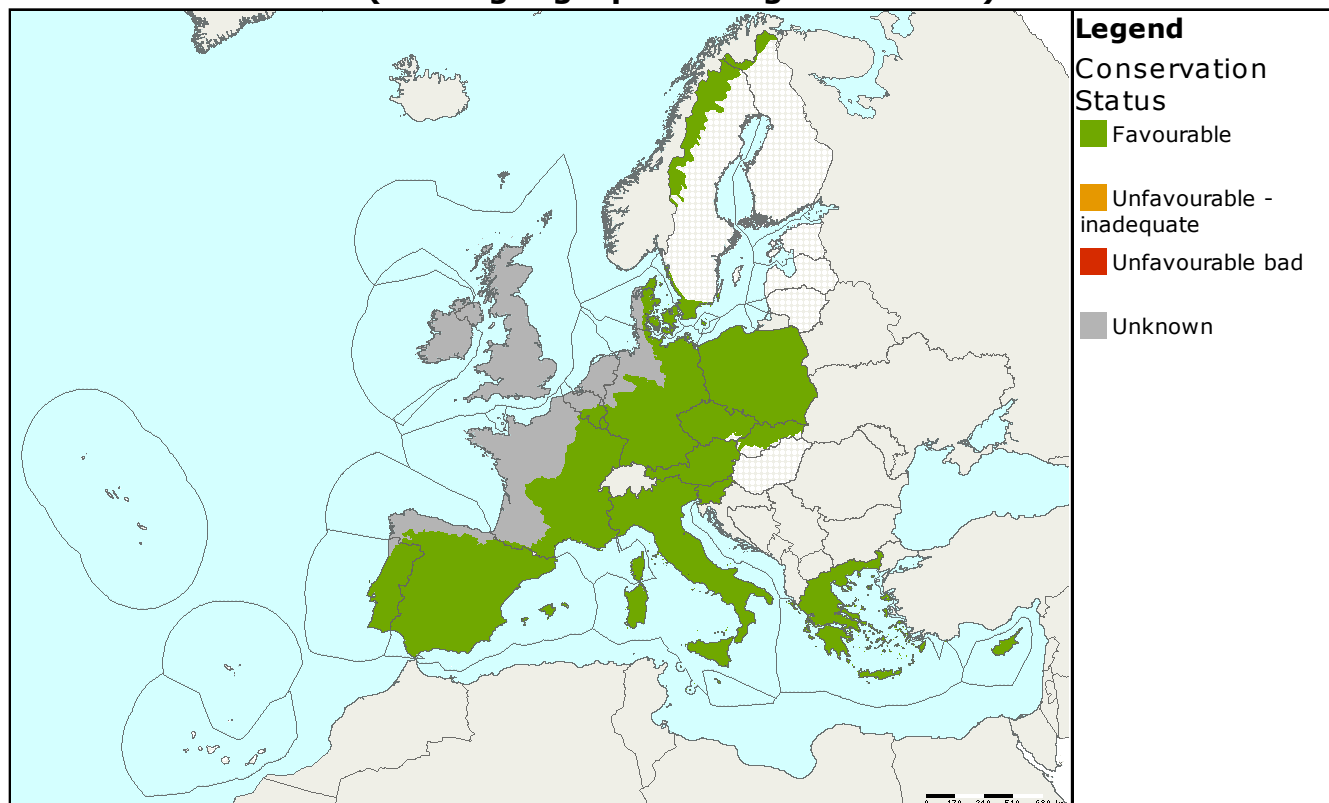 Legend
Conservation
Status
Favourable
Unfavourable -
inadequate
Unfavourable bad
Unknown